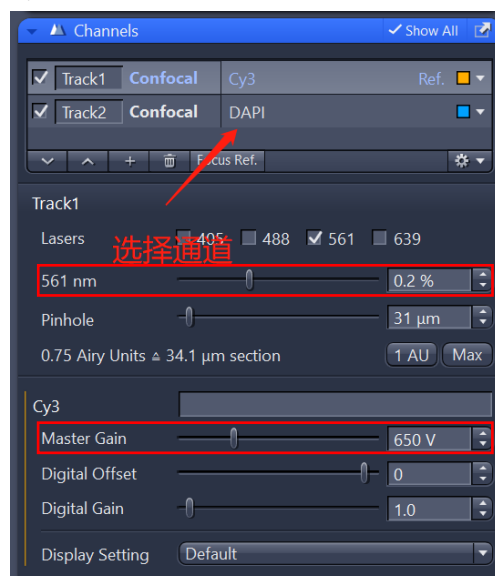 Channels Show All
Track1 Confocal Cy3 Ref.
Track2 Confocal DAPI
+ Focus Ref.
Track1
选择通道
Lasers 405 488 561 639
561 nm 0.2 %
Pinhole 31 µm
0.75 Airy Units ≙ 34.1 µm section 1 AU Max
Cy3
Master Gain 650 V
Digital Offset 0
Digital Gain 1.0
Display Setting Default